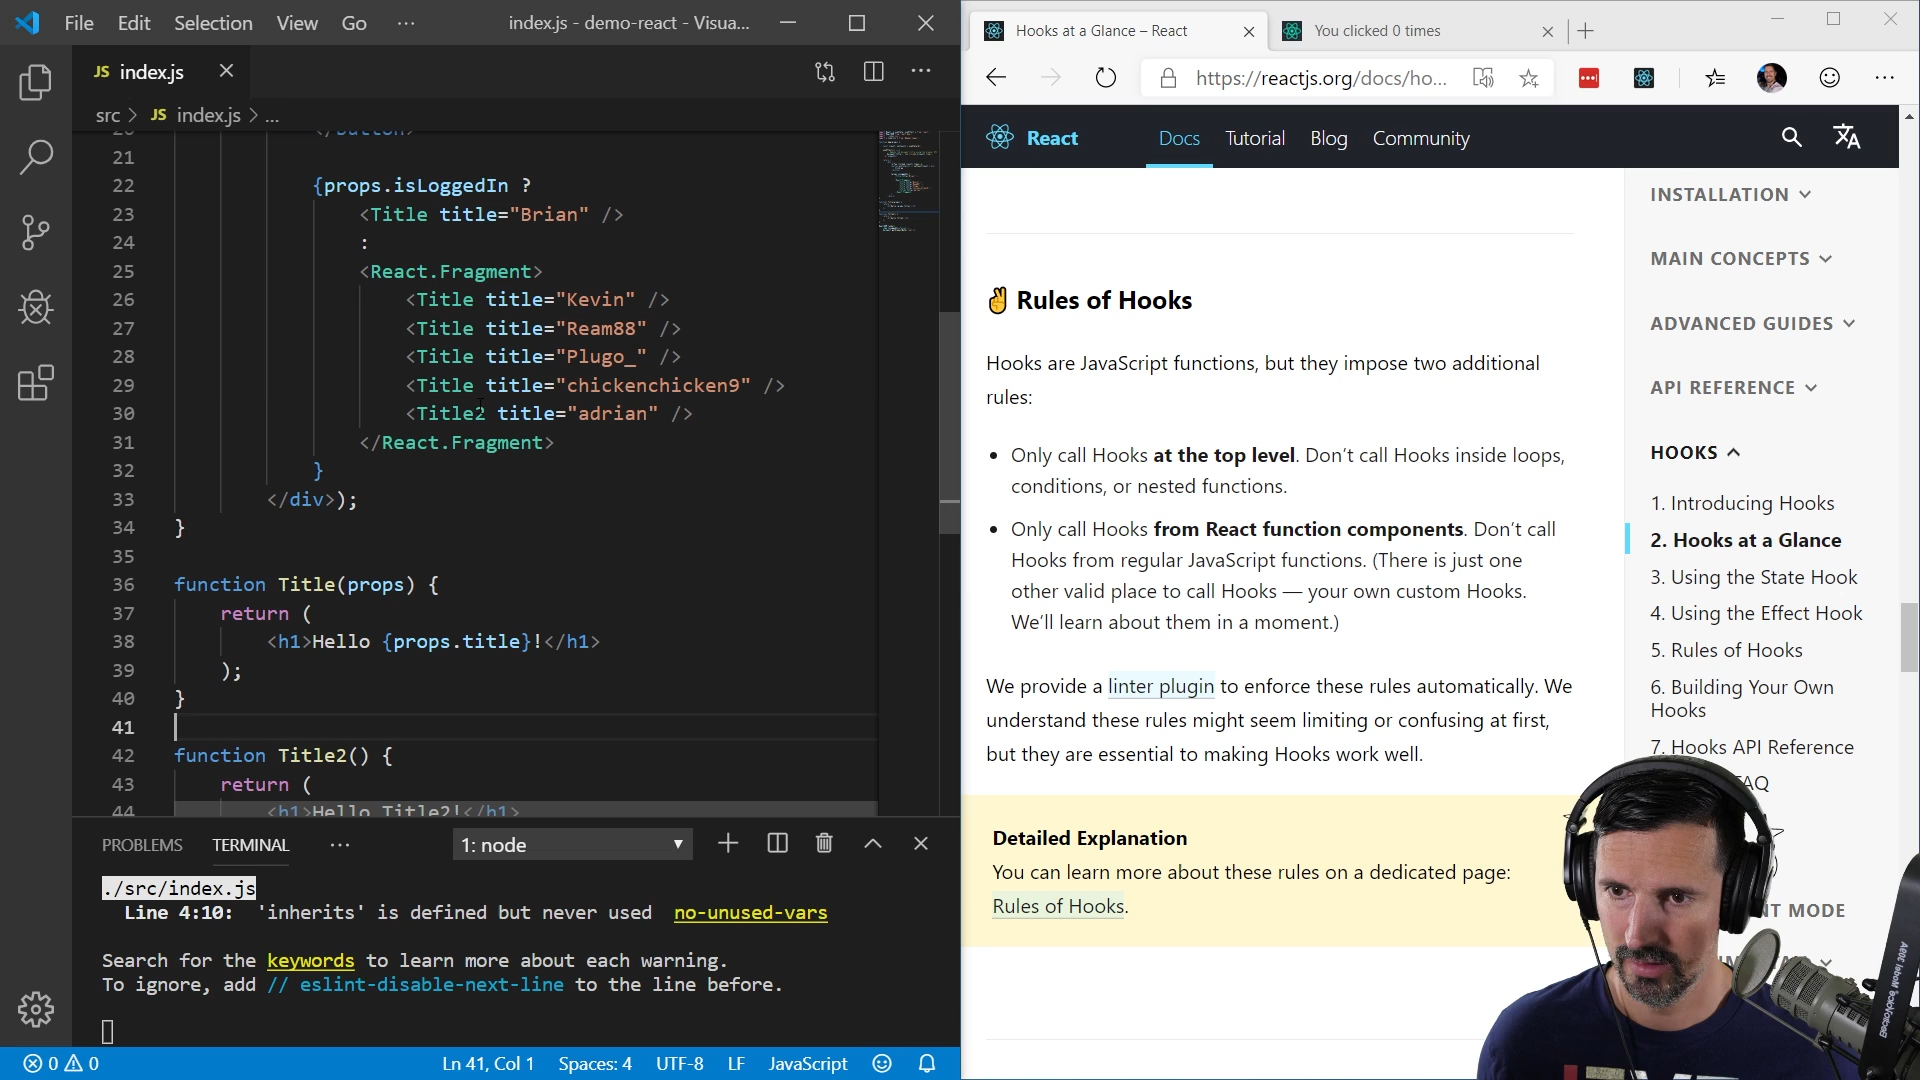 File Edit Selection View Go ··· index.js - demo-react - Visua...
JS index.js
src > JS index.js > ...
20 </button>
21
22 {props.isLoggedIn ?
23 <Title title="Brian" />
24 :
25 <React.Fragment>
26 <Title title="Kevin" />
27 <Title title="Ream88" />
28 <Title title="Plugo_" />
29 <Title title="chickenchicken9" />
30 <Title2 title="adrian" />
31 </React.Fragment>
32 }
33 </div>);
34 }
35
36 function Title(props) {
37 return (
38 <h1>Hello {props.title}!</h1>
39 );
40 }
41
42 function Title2() {
43 return (
44 <h1>Hello Title2!</h1>
PROBLEMS TERMINAL ··· 1: node
./src/index.js
Line 4:10: 'inherits' is defined but never used no-unused-vars
Search for the keywords to learn more about each warning.
To ignore, add // eslint-disable-next-line to the line before.
0 0 Ln 41, Col 1 Spaces: 4 UTF-8 LF JavaScript
Hooks at a Glance – React You clicked 0 times
https://reactjs.org/docs/ho...
React Docs Tutorial Blog Community
✌️ Rules of Hooks
Hooks are JavaScript functions, but they impose two additional
rules:
• Only call Hooks at the top level. Don’t call Hooks inside loops,
conditions, or nested functions.
• Only call Hooks from React function components. Don’t call
Hooks from regular JavaScript functions. (There is just one
other valid place to call Hooks — your own custom Hooks.
We’ll learn about them in a moment.)
We provide a linter plugin to enforce these rules automatically. We
understand these rules might seem limiting or confusing at first,
but they are essential to making Hooks work well.
Detailed Explanation
You can learn more about these rules on a dedicated page:
Rules of Hooks.
INSTALLATION
MAIN CONCEPTS
ADVANCED GUIDES
API REFERENCE
HOOKS
1. Introducing Hooks
2. Hooks at a Glance
3. Using the State Hook
4. Using the Effect Hook
5. Rules of Hooks
6. Building Your Own
Hooks
7. Hooks API Reference
AQ
NT MODE